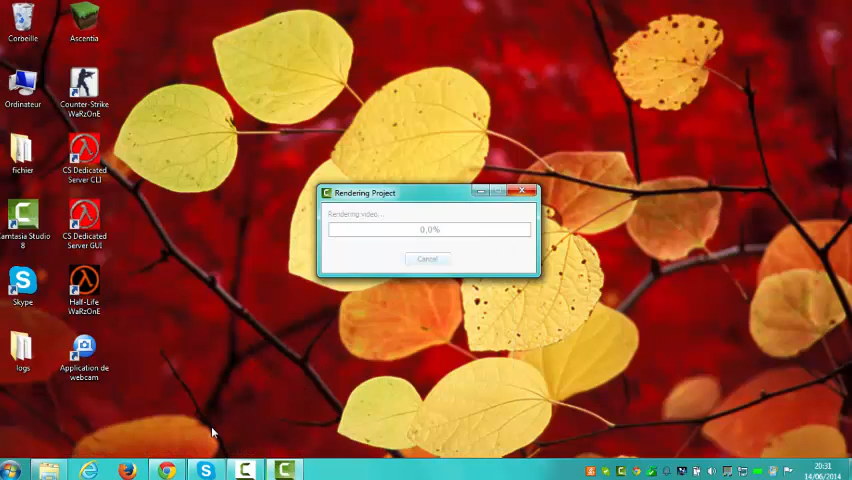 Corbeille
Ascentia
Ordinateur
Counter-Strike
WaRzOnE
fichier
CS Dedicated
Server CLI
amtasia Studio
8
CS Dedicated
Server GUI
Skype
Half-Life
WaRzOnE
logs
Application de
webcam
Rendering Project
Rendering video...
0,0%
Cancel
20:31
14/06/2014